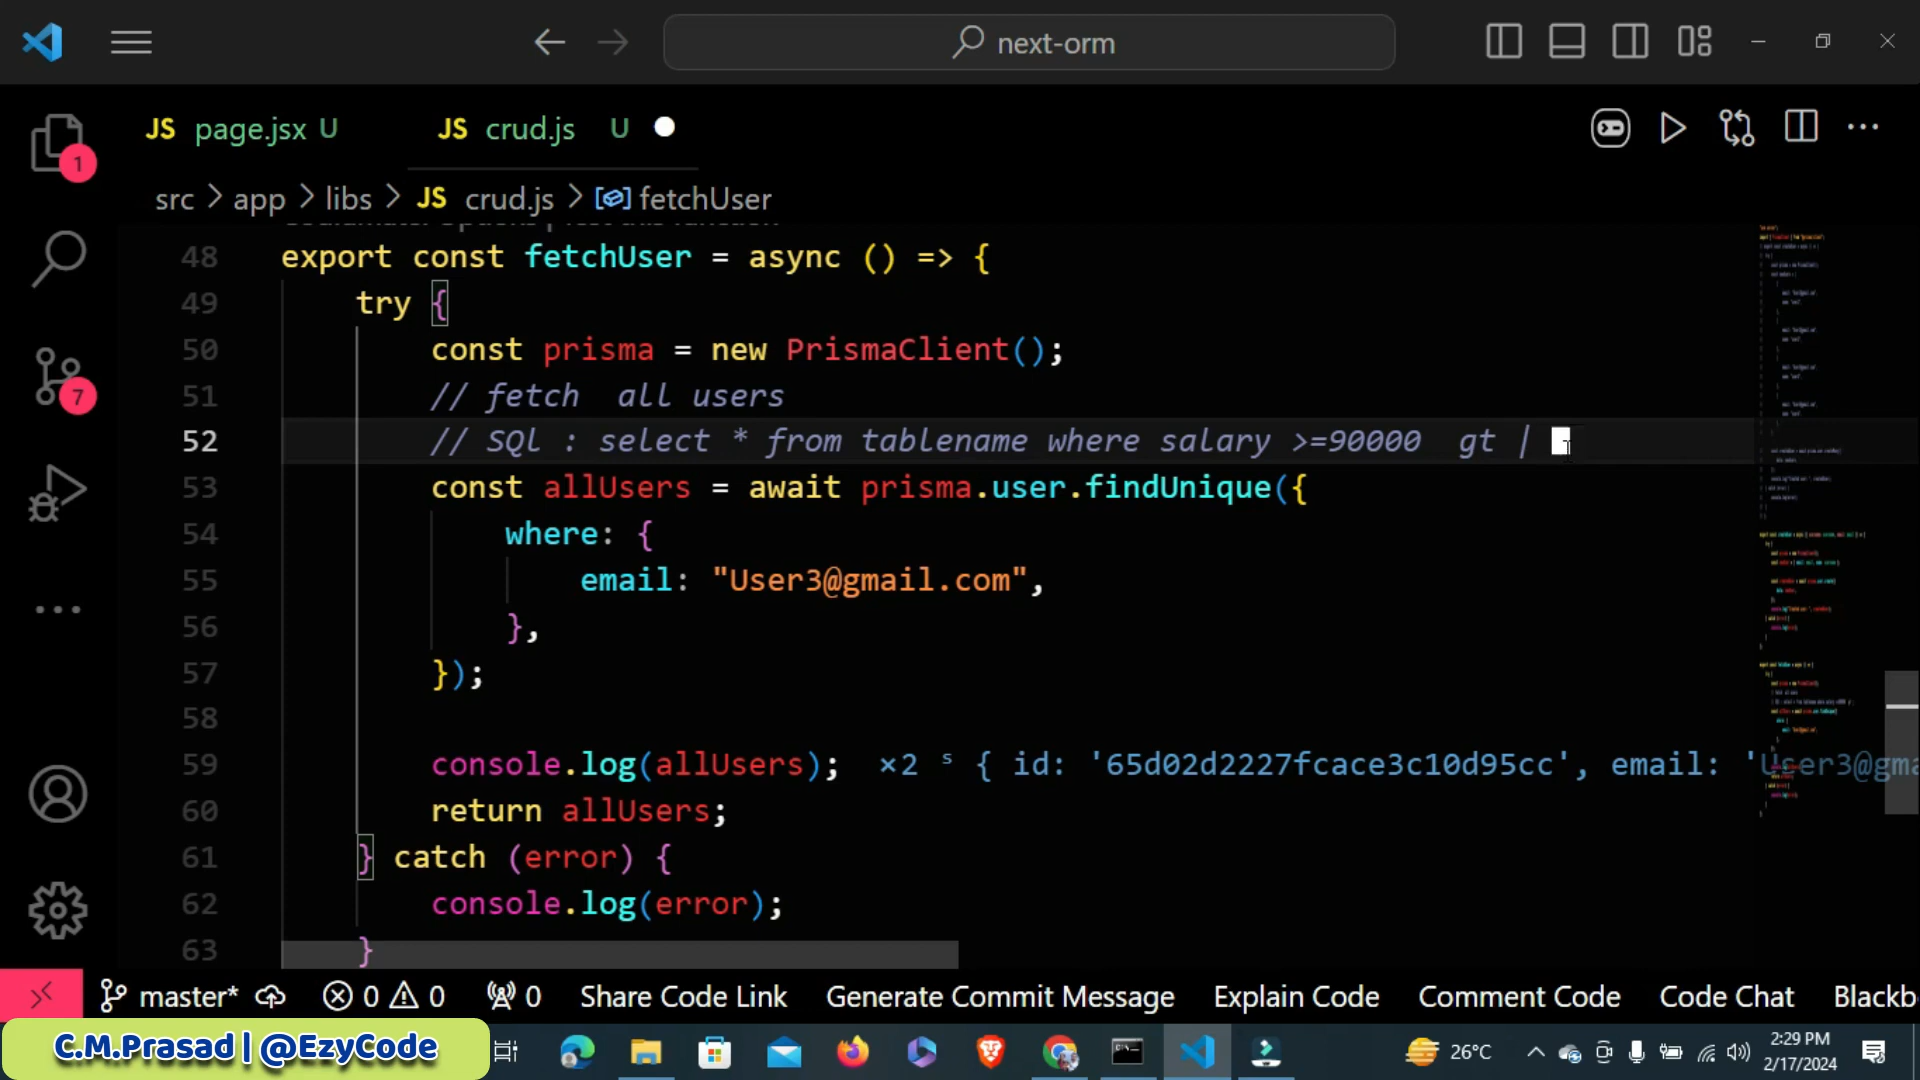 next-orm
JS page.jsx U
JS crud.js U
src > app > libs > JS crud.js > fetchUser
48 export const fetchUser = async () => {
49 try {
50 const prisma = new PrismaClient();
51 // fetch  all users
52 // SQl : select * from tablename where salary >=90000  gt |
53 const allUsers = await prisma.user.findUnique({
54 where: {
55 email: "User3@gmail.com",
56 },
57 });
58
59 console.log(allUsers); ×2 ˢ { id: '65d02d2227fcace3c10d95cc', email: 'User3@gma
60 return allUsers;
61 } catch (error) {
62 console.log(error);
63 }
1
7
master* 0 0 0 Share Code Link Generate Commit Message Explain Code Comment Code Code Chat Blackb
C.M.Prasad | @EzyCode
26°C
2:29 PM
2/17/2024